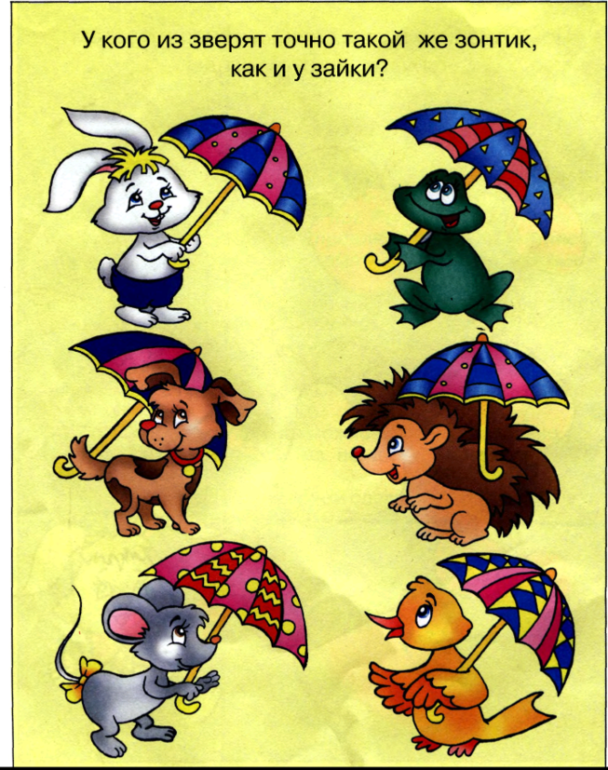 У кого из зверят точно такой же зонтик,
как и у зайки?